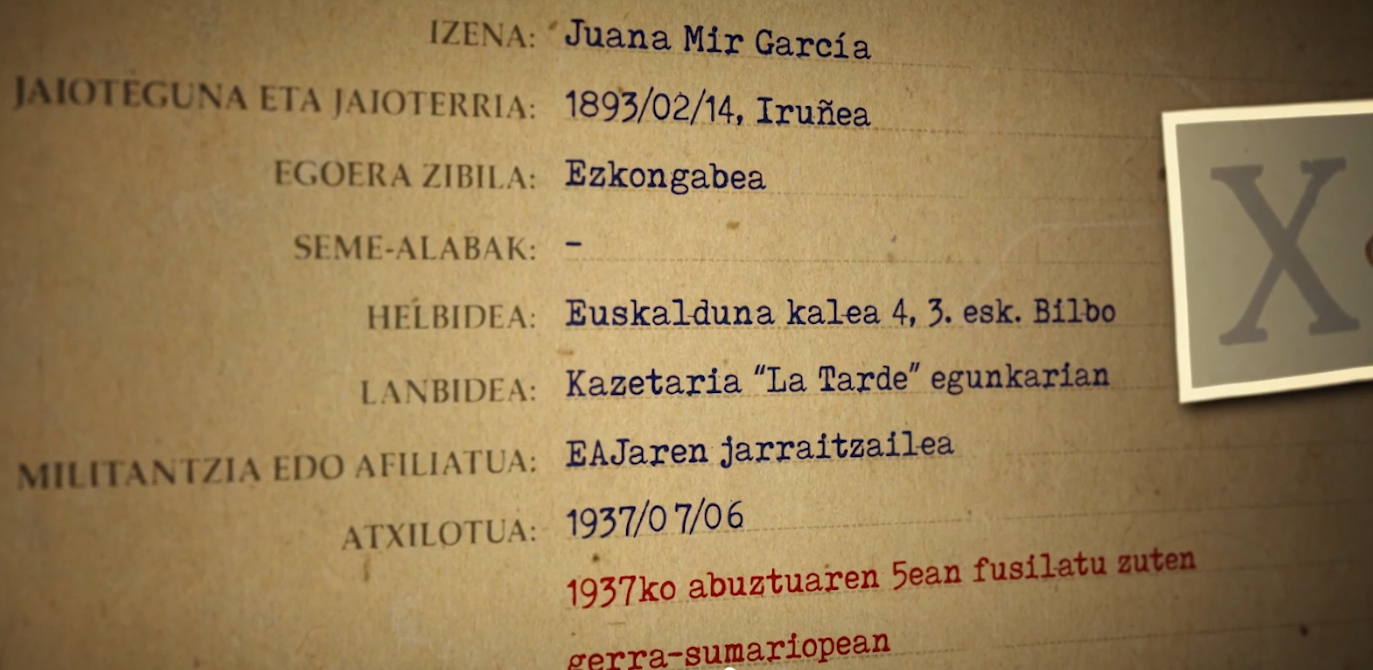 IZENA: Juana Mir García
JAIOTEGUNA ETA JAIOTERRIA: 1893/02/14, Iruñea
EGOERA ZIBILA: Ezkongabea
SEME-ALABAK: –
HELBIDEA: Euskalduna kalea 4, 3. esk. Bilbo
LANBIDEA: Kazetaria “La Tarde” egunkarian
MILITANTZIA EDO AFILIATUA: EAJaren jarraitzailea
ATXILOTUA: 1937/07/06
1937ko abuztuaren 5ean fusilatu zuten
gerra-sumariopean
X